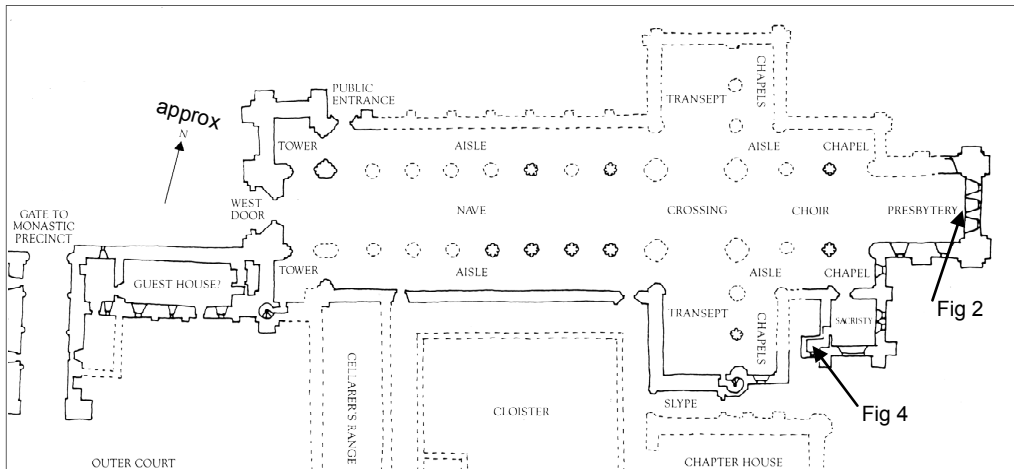 PUBLIC
ENTRANCE
approx
N
TRANSEPT
CHAPELS
TOWER
AISLE
AISLE
CHAPEL
GATE TO
MONASTIC
PRECINCT
WEST
DOOR
NAVE
CROSSING
CHOIR
PRESBYTERY
TOWER
AISLE
AISLE
CHAPEL
GUEST HOUSE?
TRANSEPT
CHAPELS
SACRISTY
Fig 2
CELLARER'S RANGE
CLOISTER
SLYPE
Fig 4
OUTER COURT
CHAPTER HOUSE